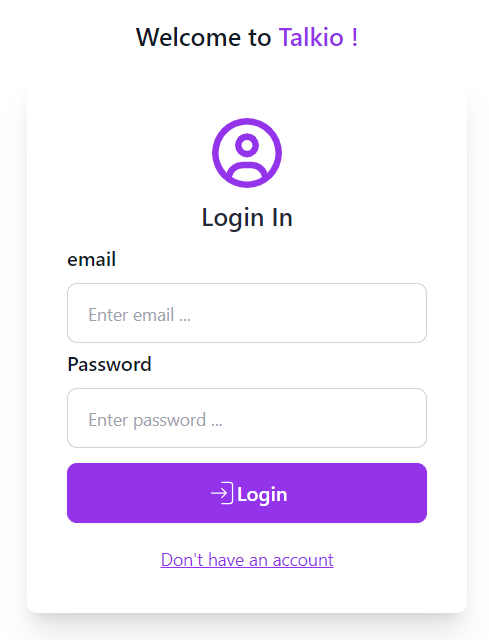 Welcome to Talkio !
Login In
email
Enter email ...
Password
Enter password ...
Login
Don't have an account